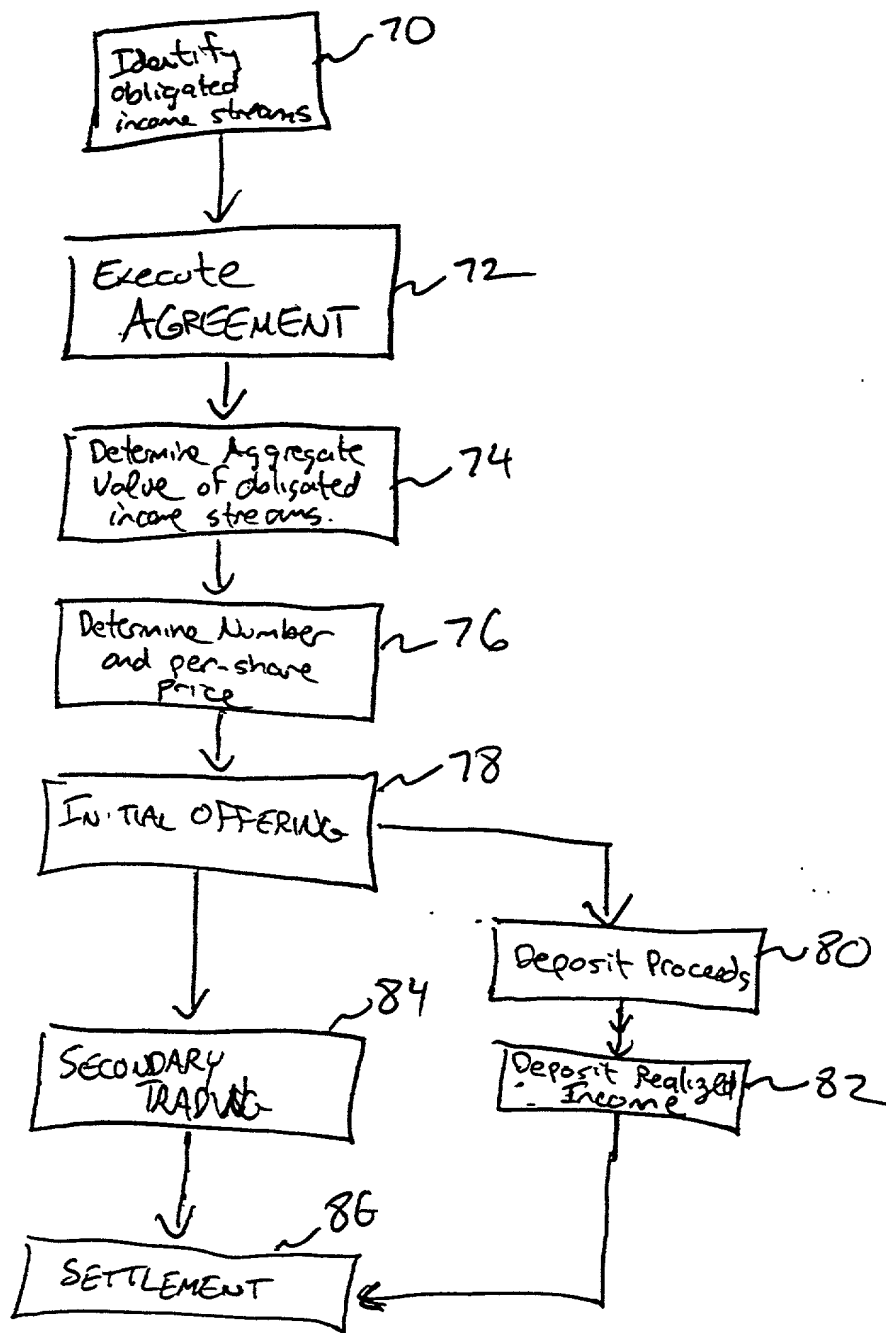 70
Identify
obligated
income streams
72
Execute
AGREEMENT
74
Determine Aggregate
Value of obligated
income streams.
76
Determine Number
and per-share
price
78
INITIAL OFFERING
80
Deposit Proceeds
84
SECONDARY
TRADING
82
Deposit Realized
Income
86
SETTLEMENT